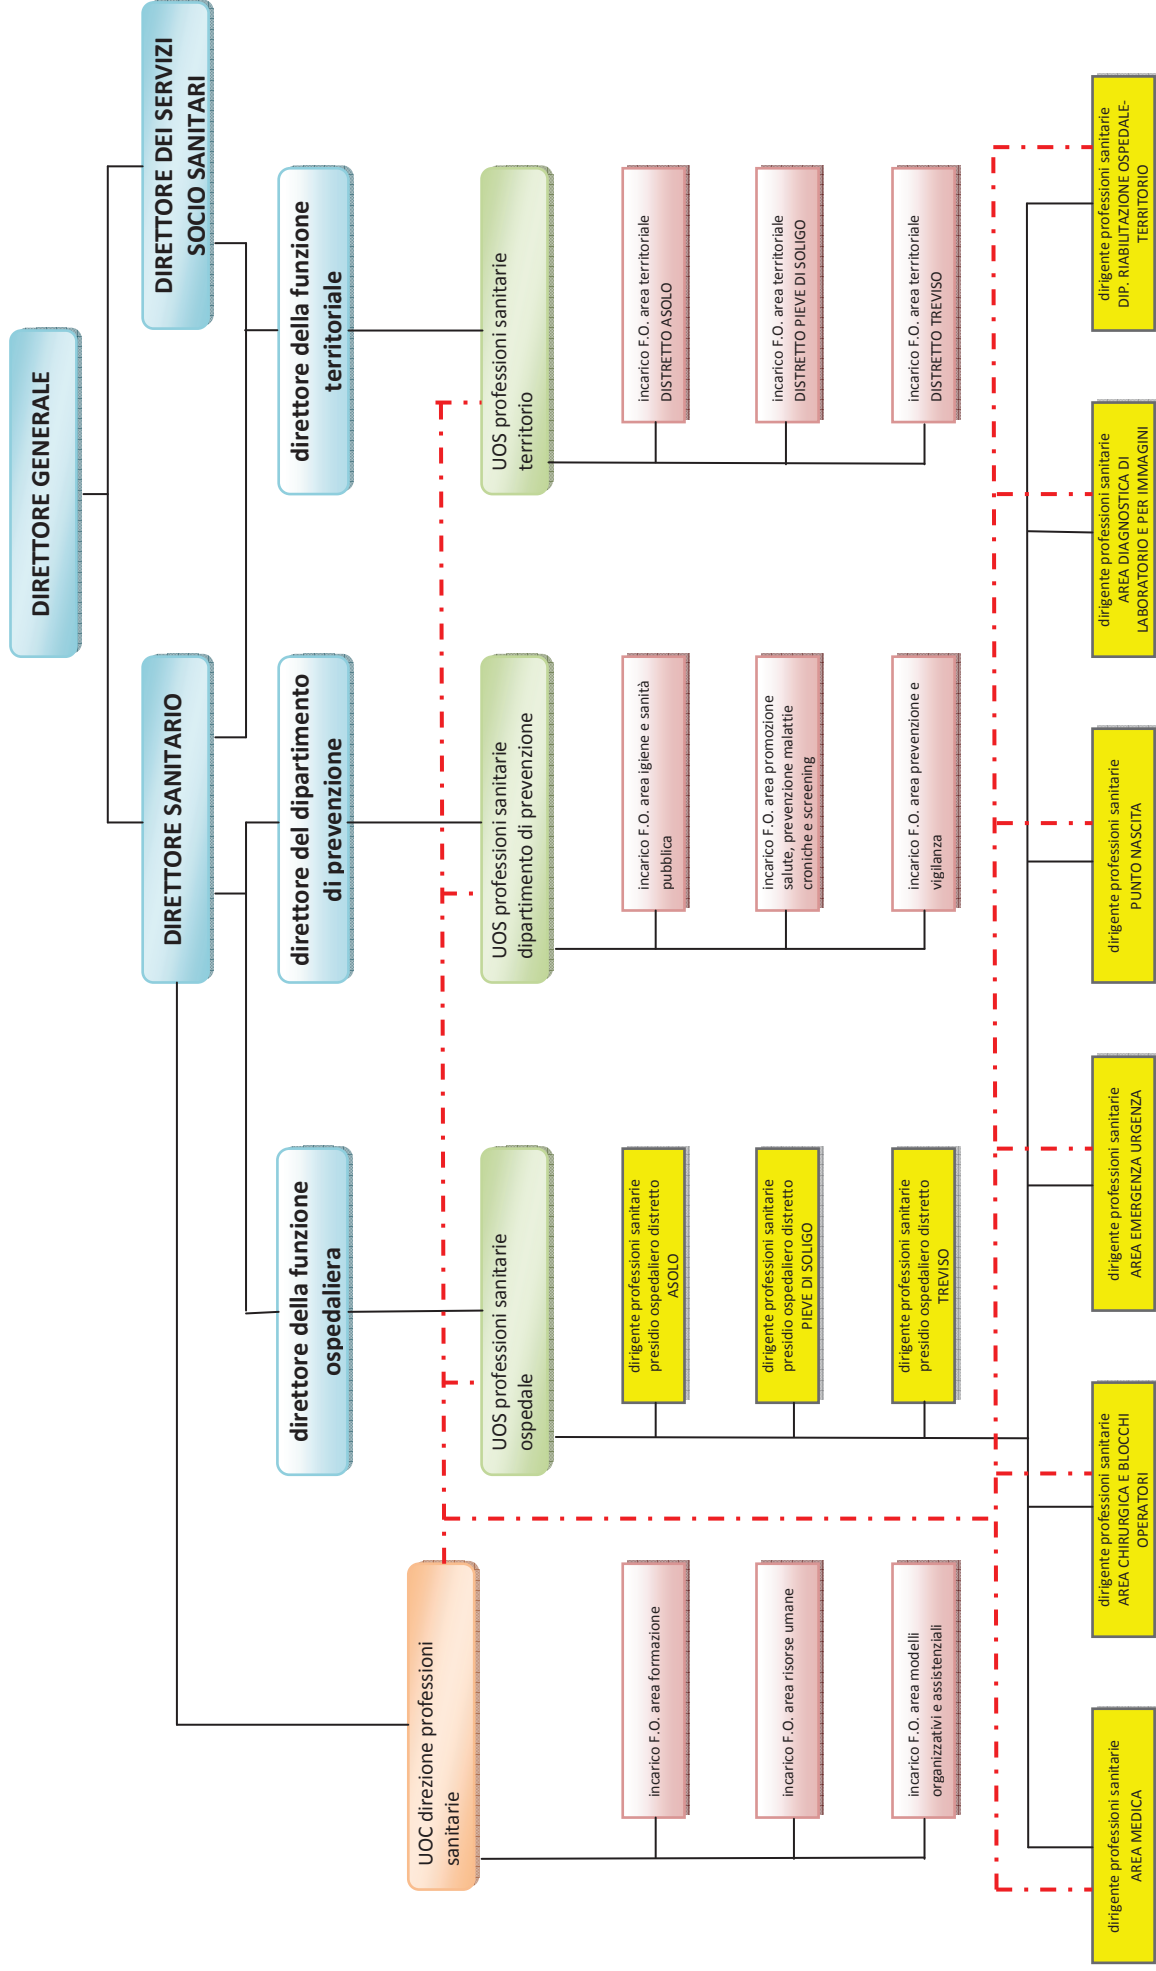 DIRETTORE GENERALE
DIRETTORE SANITARIO
DIRETTORE DEI SERVIZI
SOCIO SANITARI
direttore della funzione
ospedaliera
direttore del dipartimento
di prevenzione
direttore della funzione
territoriale
UOC direzione professioni
sanitarie
UOS professioni sanitarie
ospedale
UOS professioni sanitarie
dipartimento di prevenzione
UOS professioni sanitarie
territorio
incarico F.O. area formazione
dirigente professioni sanitarie
presidio ospedaliero distretto
ASOLO
incarico F.O. area igiene e sanità
pubblica
incarico F.O. area territoriale
DISTRETTO ASOLO
incarico F.O. area risorse umane
dirigente professioni sanitarie
presidio ospedaliero distretto
PIEVE DI SOLIGO
incarico F.O. area promozione
salute, prevenzione malattie
croniche e screening
incarico F.O. area territoriale
DISTRETTO PIEVE DI SOLIGO
incarico F.O. area modelli
organizzativi e assistenziali
dirigente professioni sanitarie
presidio ospedaliero distretto
TREVISO
incarico F.O. area prevenzione e
vigilanza
incarico F.O. area territoriale
DISTRETTO TREVISO
dirigente professioni sanitarie
AREA MEDICA
dirigente professioni sanitarie
AREA CHIRURGICA E BLOCCHI
OPERATORI
dirigente professioni sanitarie
AREA EMERGENZA URGENZA
dirigente professioni sanitarie
PUNTO NASCITA
dirigente professioni sanitarie
AREA DIAGNOSTICA DI
LABORATORIO E PER IMMAGINI
dirigente professioni sanitarie
DIP. RIABILITAZIONE OSPEDALE-
TERRITORIO